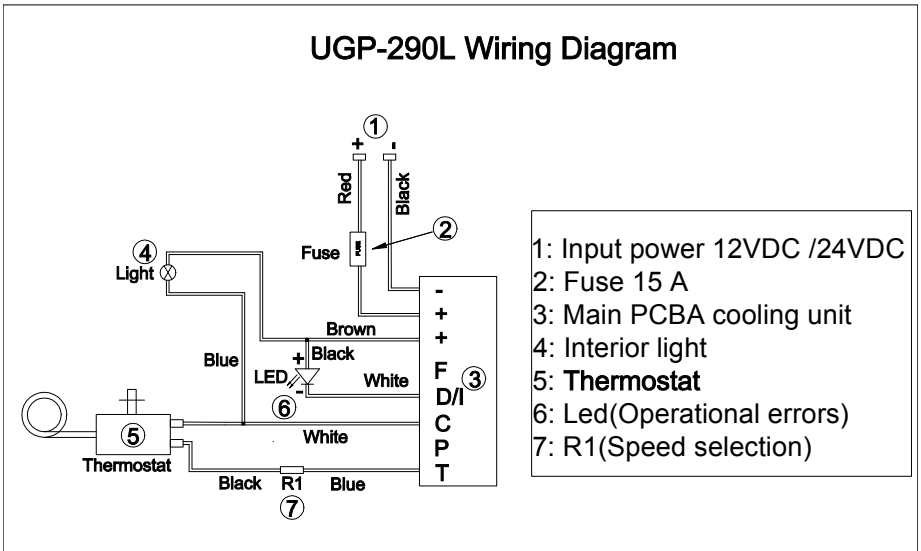 UGP-290L Wiring Diagram
1
+ -
Red
Black
2
Fuse
FUSE
4
Light
-
+
Brown
+
Blue
+ Black
LED
F
3
White
D/I
-
6
C
White
5
P
Thermostat
T
Black R1 Blue
7
1: Input power 12VDC /24VDC
2: Fuse 15 A
3: Main PCBA cooling unit
4: Interior light
5: Thermostat
6: Led(Operational errors)
7: R1(Speed selection)